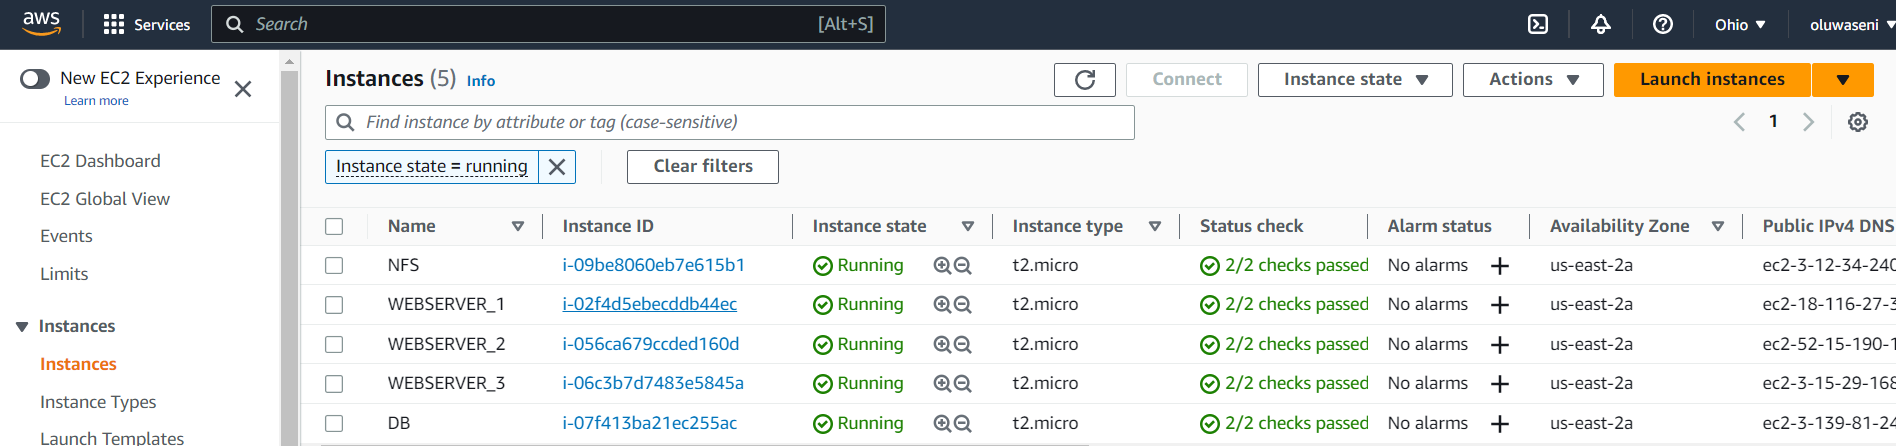 aws Services Search [Alt+S] Ohio oluwaseni
New EC2 Experience
Learn more
EC2 Dashboard
EC2 Global View
Events
Limits
Instances
Instances
Instance Types
Launch Templates
Instances (5) Info Connect Instance state Actions Launch instances
Find instance by attribute or tag (case-sensitive) 1
Instance state = running Clear filters
Name Instance ID Instance state Instance type Status check Alarm status Availability Zone Public IPv4 DNS
NFS i-09be8060eb7e615b1 Running t2.micro 2/2 checks passed No alarms us-east-2a ec2-3-12-34-240
WEBSERVER_1 i-02f4d5ebecddb44ec Running t2.micro 2/2 checks passed No alarms us-east-2a ec2-18-116-27-3
WEBSERVER_2 i-056ca679ccded160d Running t2.micro 2/2 checks passed No alarms us-east-2a ec2-52-15-190-1
WEBSERVER_3 i-06c3b7d7483e5845a Running t2.micro 2/2 checks passed No alarms us-east-2a ec2-3-15-29-168
DB i-07f413ba21ec255ac Running t2.micro 2/2 checks passed No alarms us-east-2a ec2-3-139-81-24